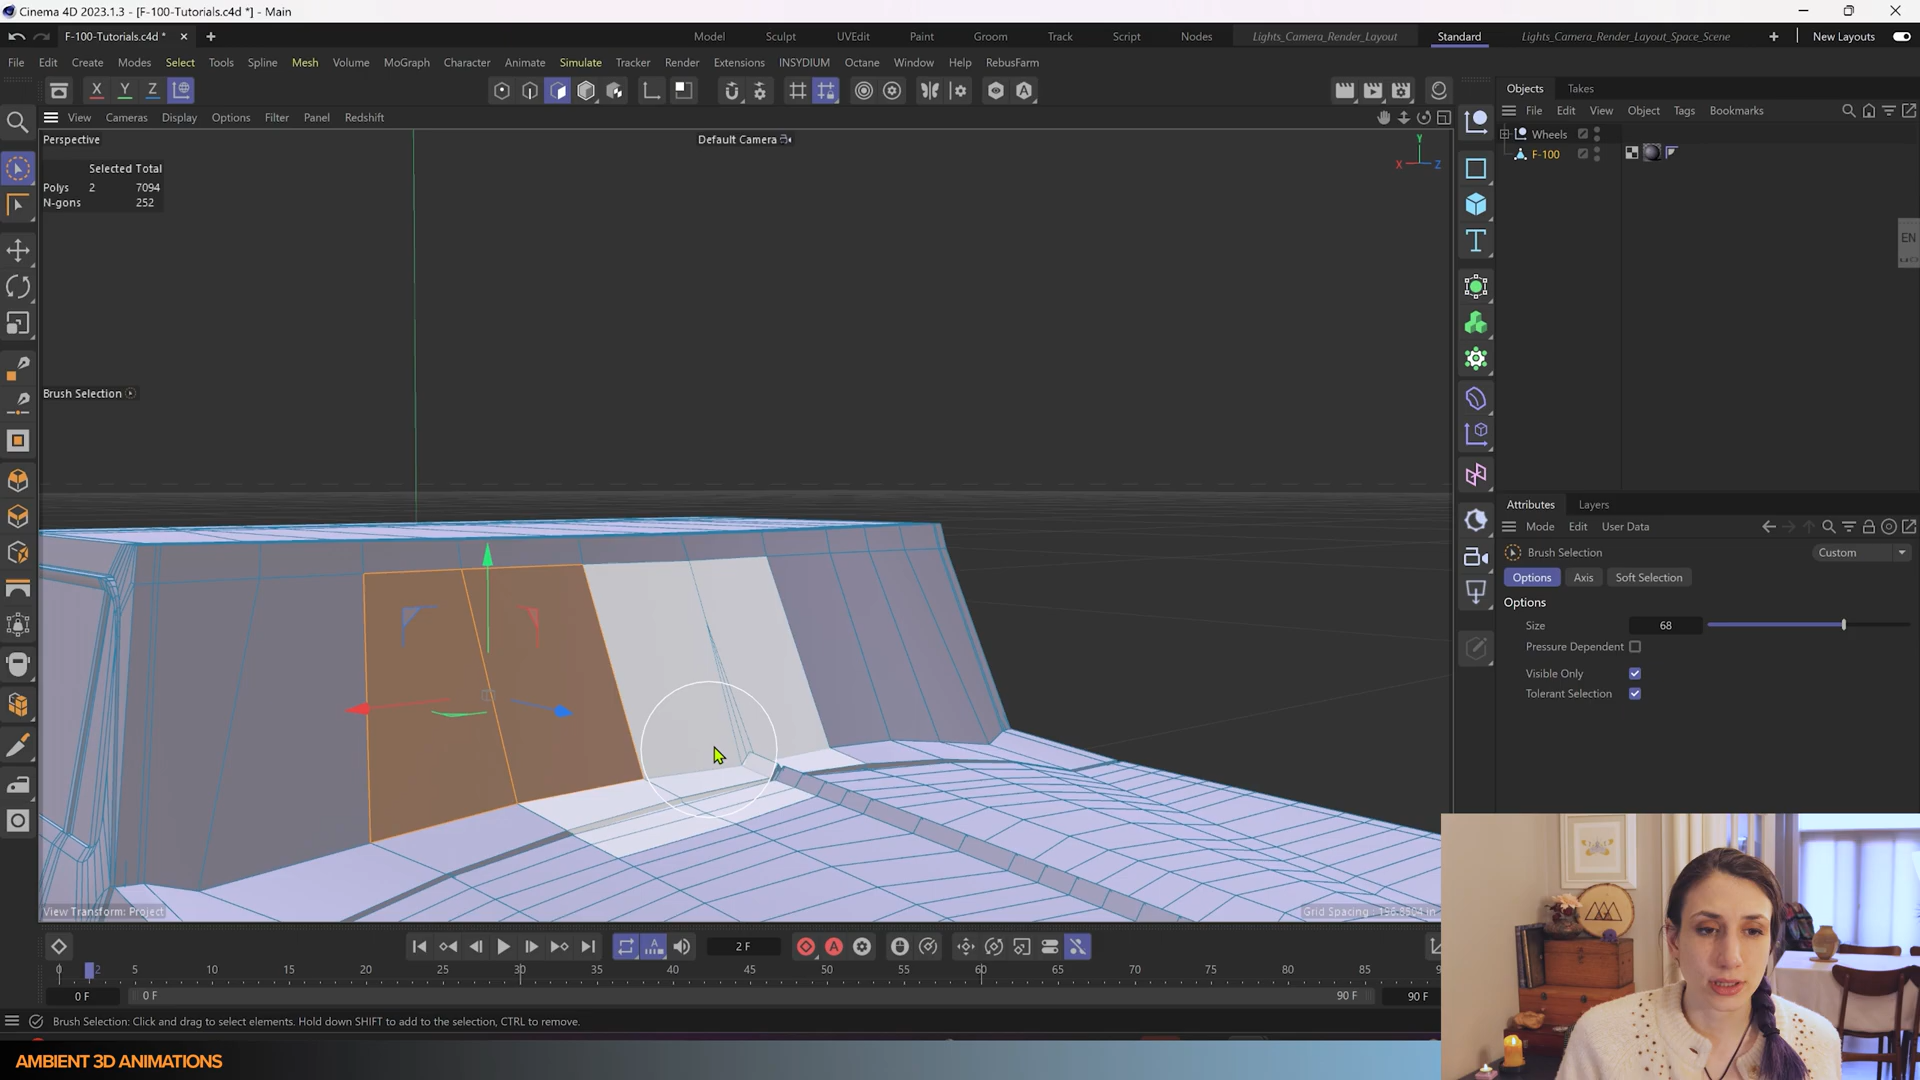 Cinema 4D 2023.1.3 - [F-100-Tutorials.c4d *] - Main
F-100-Tutorials.c4d *
Model Sculpt UVEdit Paint Groom Track Script Nodes Lights_Camera_Render_Layout Standard Lights_Camera_Render_Layout_Space_Scene New Layouts
File Edit Create Modes Select Tools Spline Mesh Volume MoGraph Character Animate Simulate Tracker Render Extensions INSYDIUM Octane Window Help RebusFarm
X Y Z
Objects Takes
View Cameras Display Options Filter Panel Redshift
File Edit View Object Tags Bookmarks
Perspective
Default Camera
Y
X Z
Wheels
F-100
Selected Total
Polys 2 7094
N-gons 252
EN
Brush Selection
Attributes Layers
Mode Edit User Data
Brush Selection
Custom
Options Axis Soft Selection
Options
Size 68
Pressure Dependent
Visible Only
Tolerant Selection
View Transform: Project
2 F
0 2 5 10 15 20 25 30 35 40 45 50 55 60 65 70 75 80 85
0 F 0 F 90 F 90 F
Brush Selection: Click and drag to select elements. Hold down SHIFT to add to the selection, CTRL to remove.
AMBIENT 3D ANIMATIONS